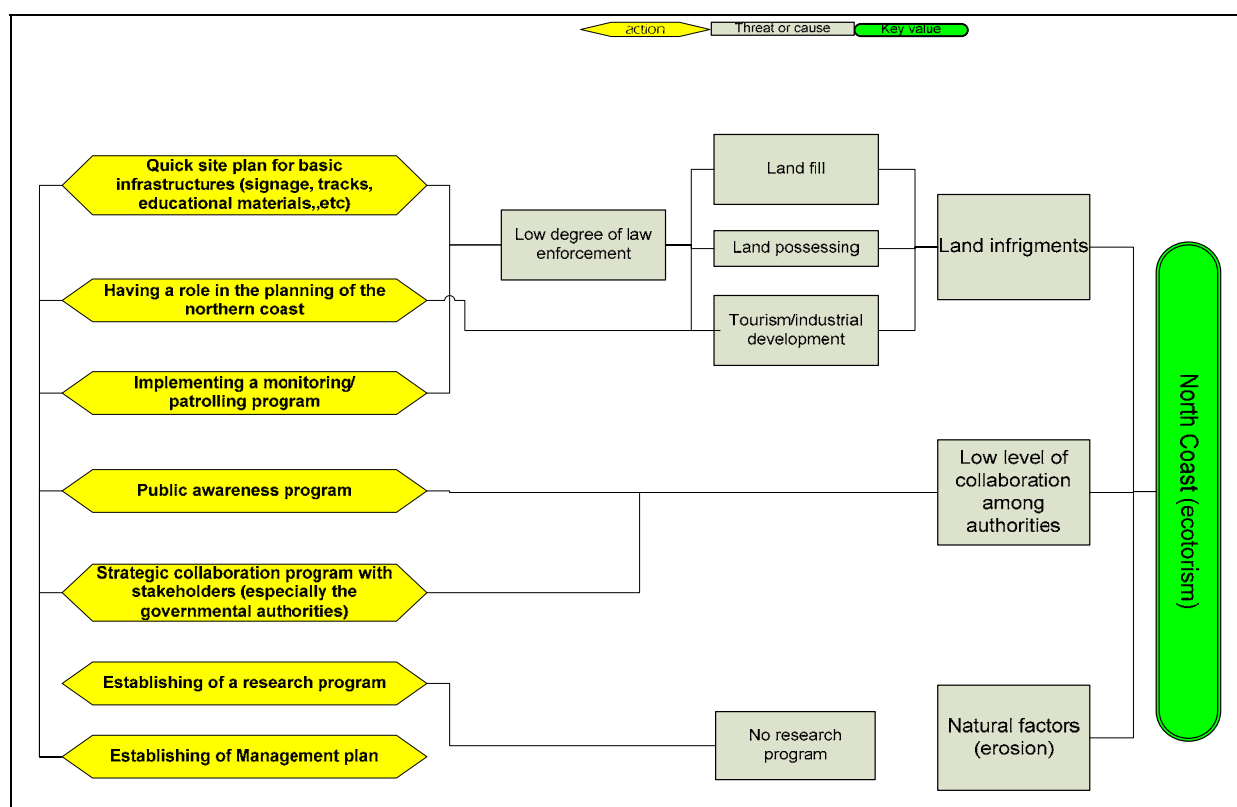 action
Threat or cause
Key value
Quick site plan for basic
infrastructures (signage, tracks,
educational materials,,etc)
Having a role in the planning of the
northern coast
Implementing a monitoring/
patrolling program
Public awareness program
Strategic collaboration program with
stakeholders (especially the
governmental authorities)
Establishing of a research program
Establishing of Management plan
Low degree of law
enforcement
Land fill
Land possessing
Tourism/industrial
development
No research
program
Land infrigments
Low level of
collaboration
among
authorities
Natural factors
(erosion)
North Coast (ecotorism)